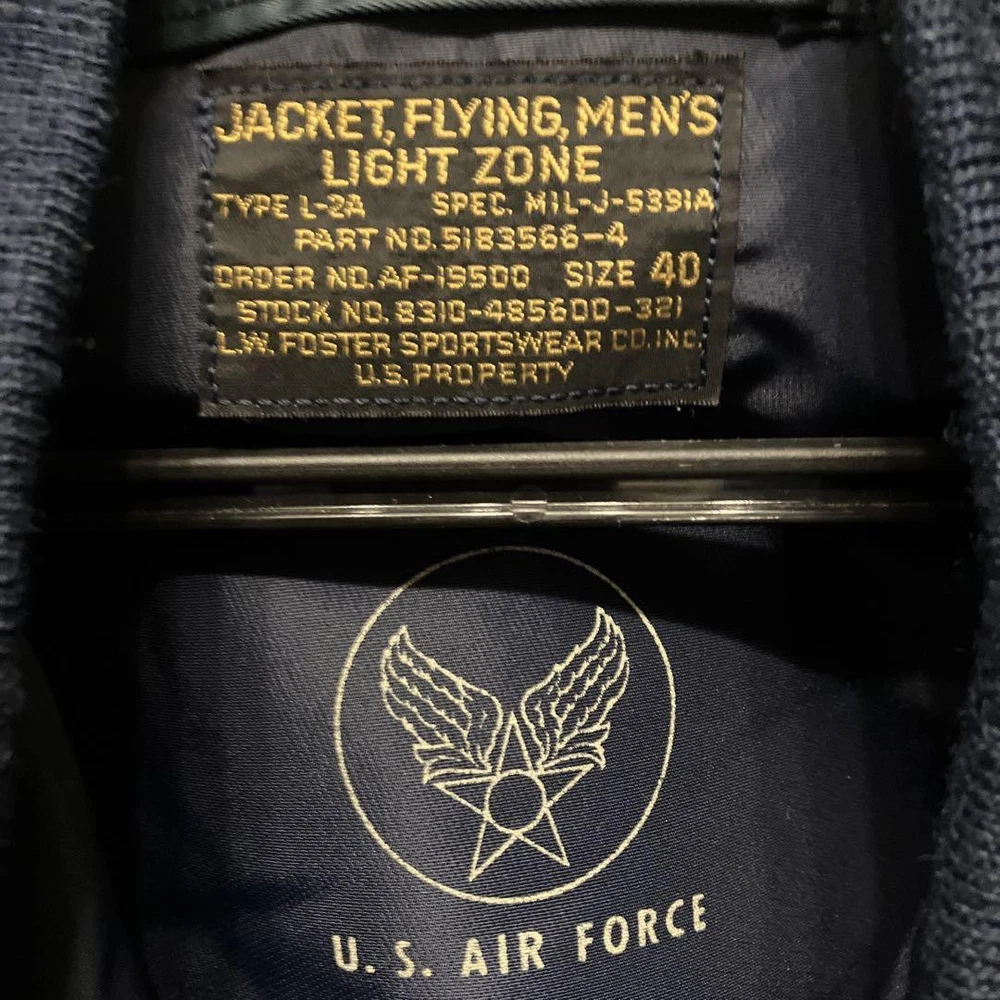 JACKET, FLYING, MEN'S
LIGHT ZONE
TYPE L-2A SPEC. MIL-J-5391A
PART NO. 5183566-4
ORDER NO. AF-19500 SIZE 40
STOCK NO. 8310-485600-321
L.W. FOSTER SPORTSWEAR CO. INC.
U.S. PROPERTY
U.S. AIR FORCE